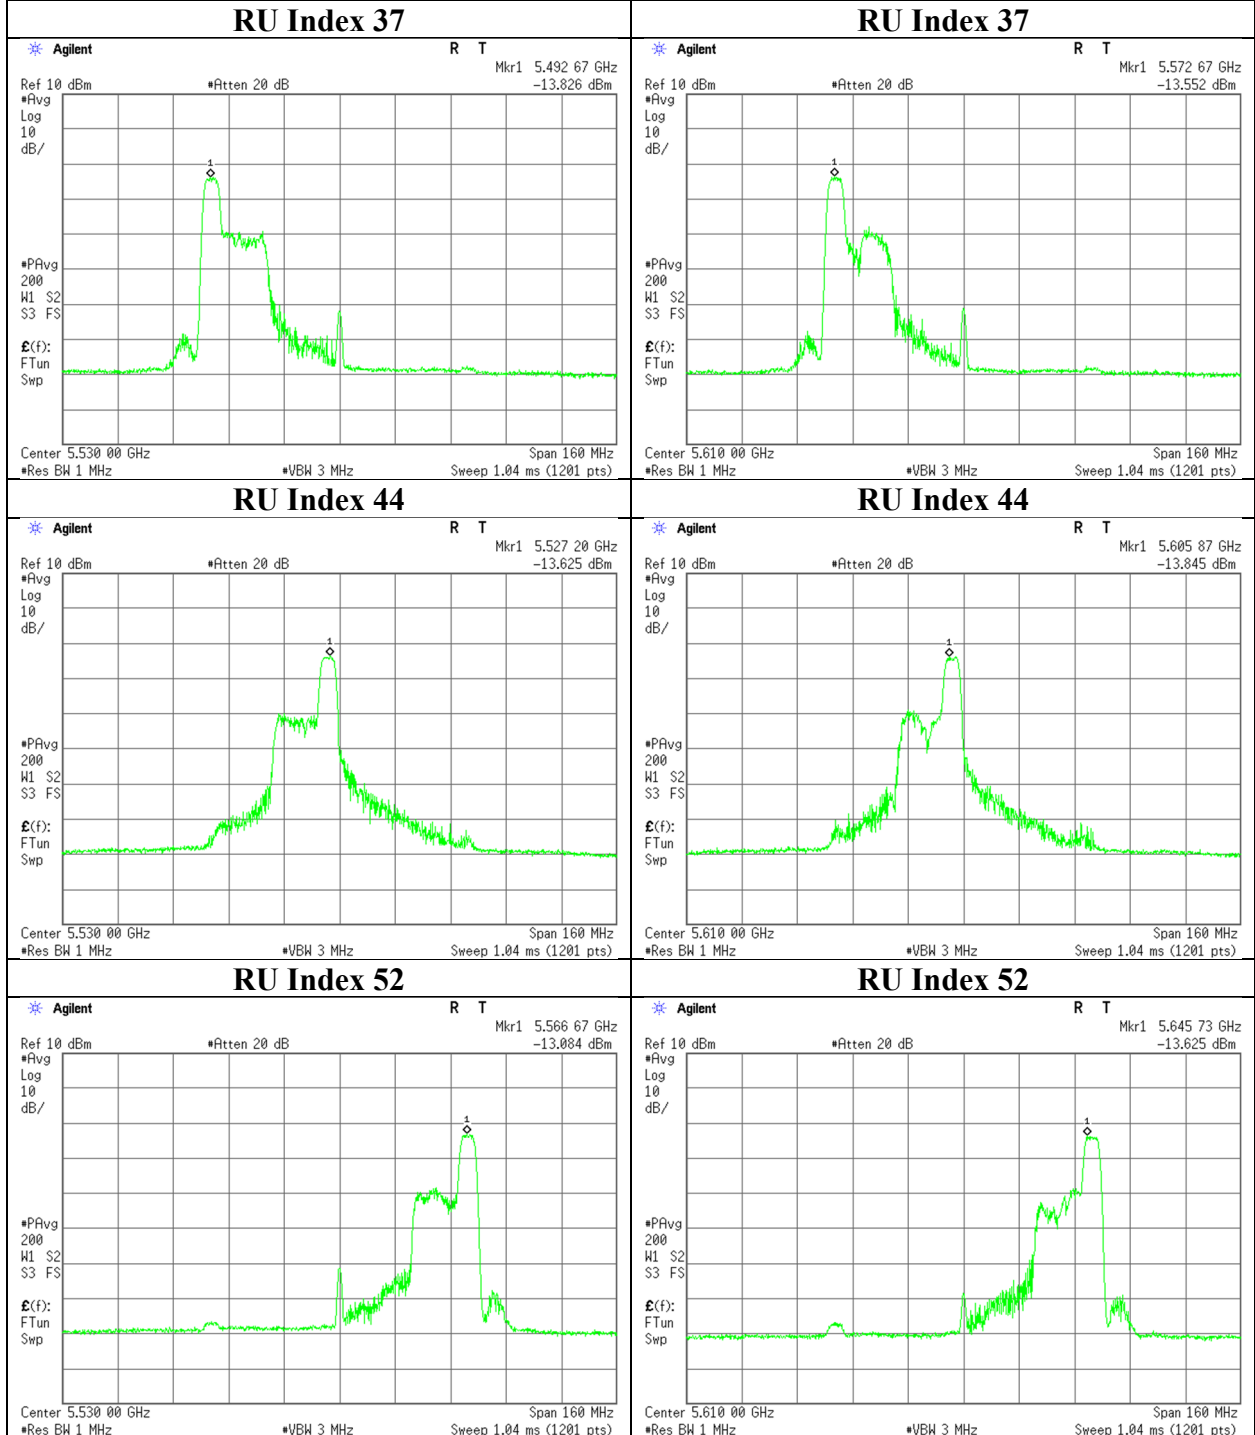 RU Index 37
Agilent
R T
Mkr1 5.492 67 GHz
Ref 10 dBm
#Atten 20 dB
-13.826 dBm
#Avg
Log
10
dB/
1
#PAvg
200
W1 S2
S3 FS
£(f):
FTun
Swp
Center 5.530 00 GHz
Span 160 MHz
#Res BW 1 MHz
#VBW 3 MHz
Sweep 1.04 ms (1201 pts)
RU Index 37
Agilent
R T
Mkr1 5.572 67 GHz
Ref 10 dBm
#Atten 20 dB
-13.552 dBm
#Avg
Log
10
dB/
1
#PAvg
200
W1 S2
S3 FS
£(f):
FTun
Swp
Center 5.610 00 GHz
Span 160 MHz
#Res BW 1 MHz
#VBW 3 MHz
Sweep 1.04 ms (1201 pts)
RU Index 44
Agilent
R T
Mkr1 5.527 20 GHz
Ref 10 dBm
#Atten 20 dB
-13.625 dBm
#Avg
Log
10
dB/
1
#PAvg
200
W1 S2
S3 FS
£(f):
FTun
Swp
Center 5.530 00 GHz
Span 160 MHz
#Res BW 1 MHz
#VBW 3 MHz
Sweep 1.04 ms (1201 pts)
RU Index 44
Agilent
R T
Mkr1 5.605 87 GHz
Ref 10 dBm
#Atten 20 dB
-13.845 dBm
#Avg
Log
10
dB/
1
#PAvg
200
W1 S2
S3 FS
£(f):
FTun
Swp
Center 5.610 00 GHz
Span 160 MHz
#Res BW 1 MHz
#VBW 3 MHz
Sweep 1.04 ms (1201 pts)
RU Index 52
Agilent
R T
Mkr1 5.566 67 GHz
Ref 10 dBm
#Atten 20 dB
-13.084 dBm
#Avg
Log
10
dB/
1
#PAvg
200
W1 S2
S3 FS
£(f):
FTun
Swp
Center 5.530 00 GHz
Span 160 MHz
#Res BW 1 MHz
#VBW 3 MHz
Sweep 1.04 ms (1201 pts)
RU Index 52
Agilent
R T
Mkr1 5.645 73 GHz
Ref 10 dBm
#Atten 20 dB
-13.625 dBm
#Avg
Log
10
dB/
1
#PAvg
200
W1 S2
S3 FS
£(f):
FTun
Swp
Center 5.610 00 GHz
Span 160 MHz
#Res BW 1 MHz
#VBW 3 MHz
Sweep 1.04 ms (1201 pts)